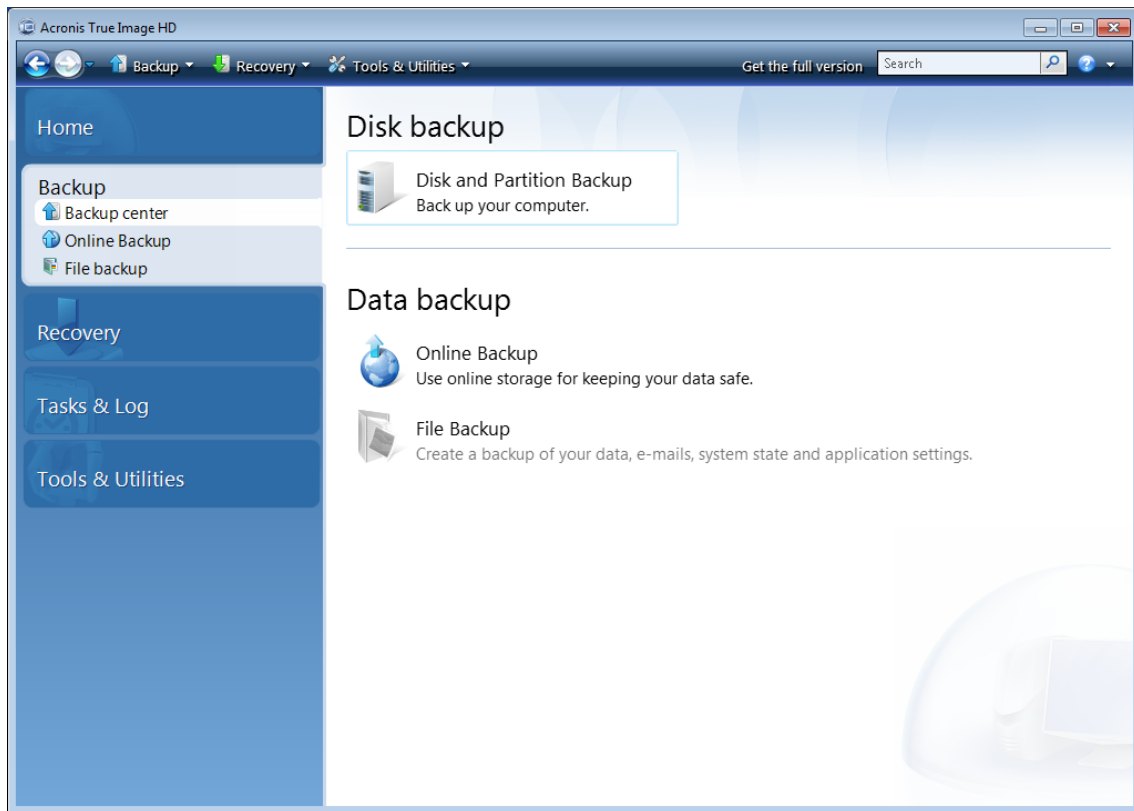 Acronis True Image HD
Backup Recovery Tools & Utilities Get the full version Search
Home
Backup
Backup center
Online Backup
File backup
Recovery
Tasks & Log
Tools & Utilities
Disk backup
Disk and Partition Backup
Back up your computer.
Data backup
Online Backup
Use online storage for keeping your data safe.
File Backup
Create a backup of your data, e-mails, system state and application settings.